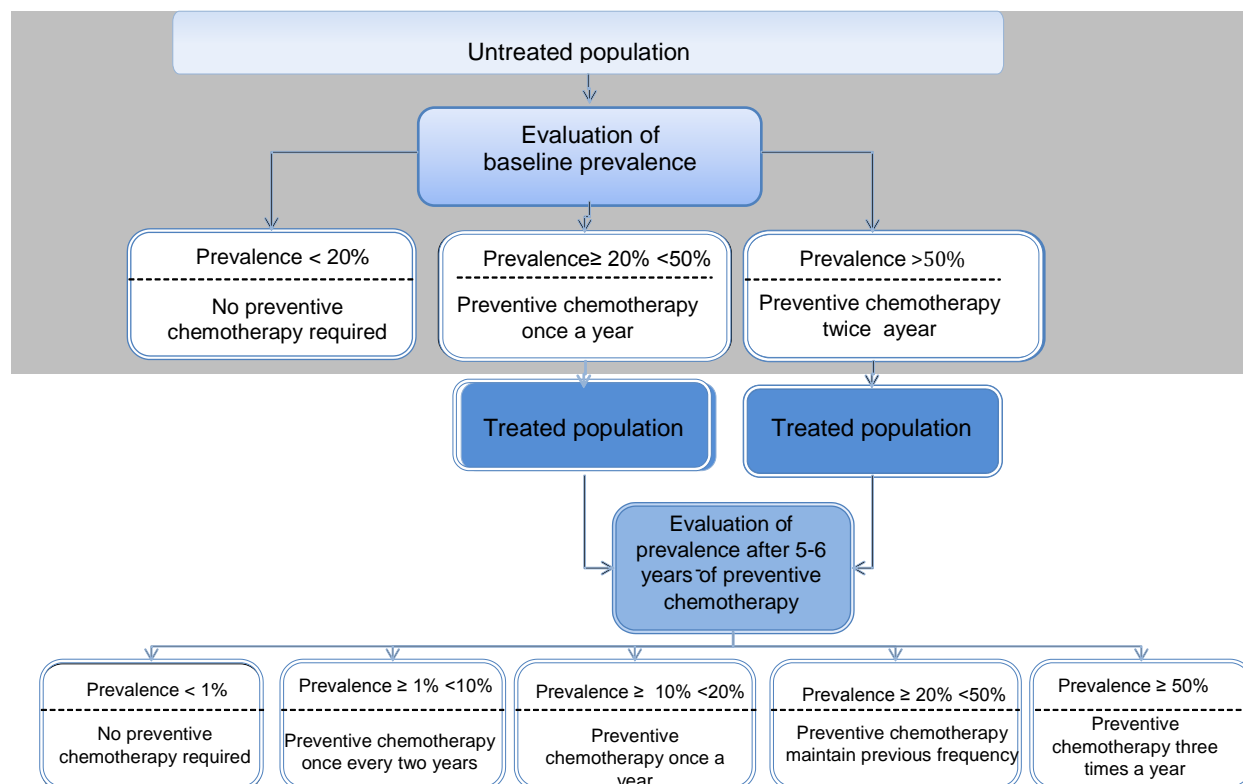 Untreated population
Evaluation of
baseline prevalence
Prevalence < 20%
No preventive
chemotherapy required
Prevalence≥ 20% <50%
Preventive chemotherapy
once a year
Prevalence >50%
Preventive chemotherapy
twice ayear
Treated population
Treated population
Evaluation of
prevalence after 5-6
years of preventive
chemotherapy
Prevalence < 1%
No preventive
chemotherapy required
Prevalence ≥ 1% <10%
Preventive chemotherapy
once every two years
Prevalence ≥ 10% <20%
Preventive
chemotherapy once a
year
Prevalence ≥ 20% <50%
Preventive chemotherapy
maintain previous frequency
Prevalence ≥ 50%
Preventive
chemotherapy three
times a year